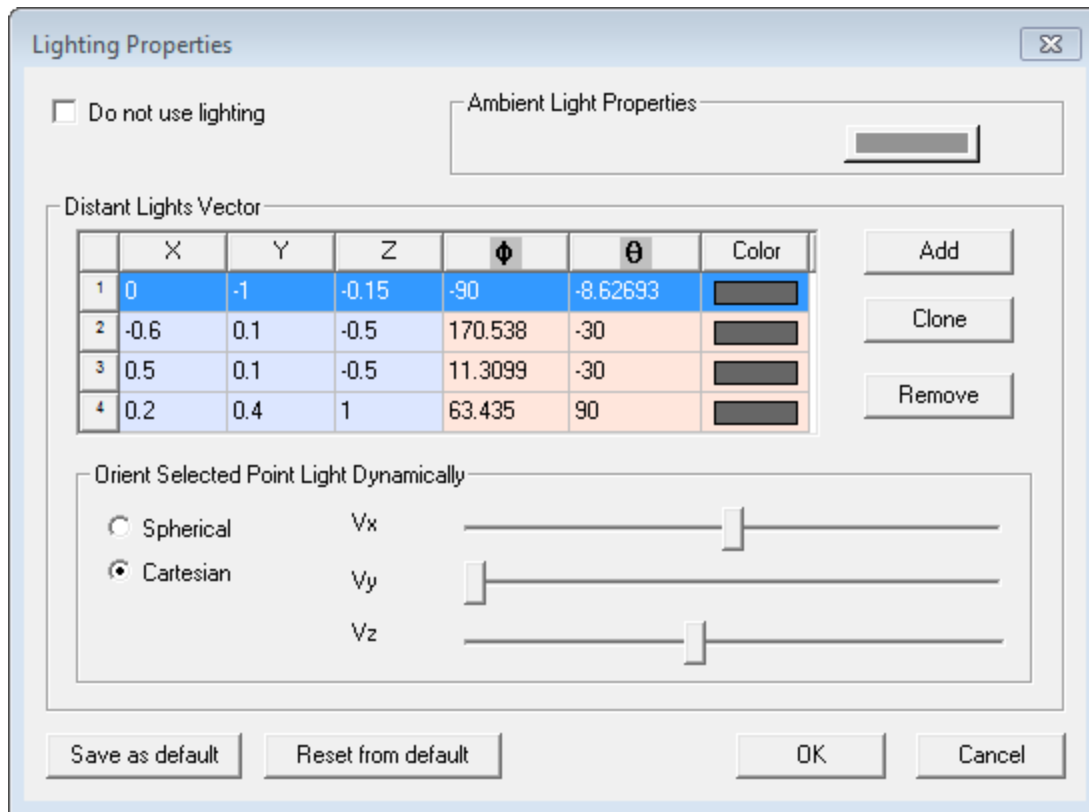 Lighting Properties
Do not use lighting
Ambient Light Properties
Distant Lights Vector
X Y Z ϕ θ Color
1 0 -1 -0.15 -90 -8.62693
2 -0.6 0.1 -0.5 170.538 -30
3 0.5 0.1 -0.5 11.3099 -30
4 0.2 0.4 1 63.435 90
Add
Clone
Remove
Orient Selected Point Light Dynamically
Spherical
Cartesian
Vx
Vy
Vz
Save as default Reset from default OK Cancel